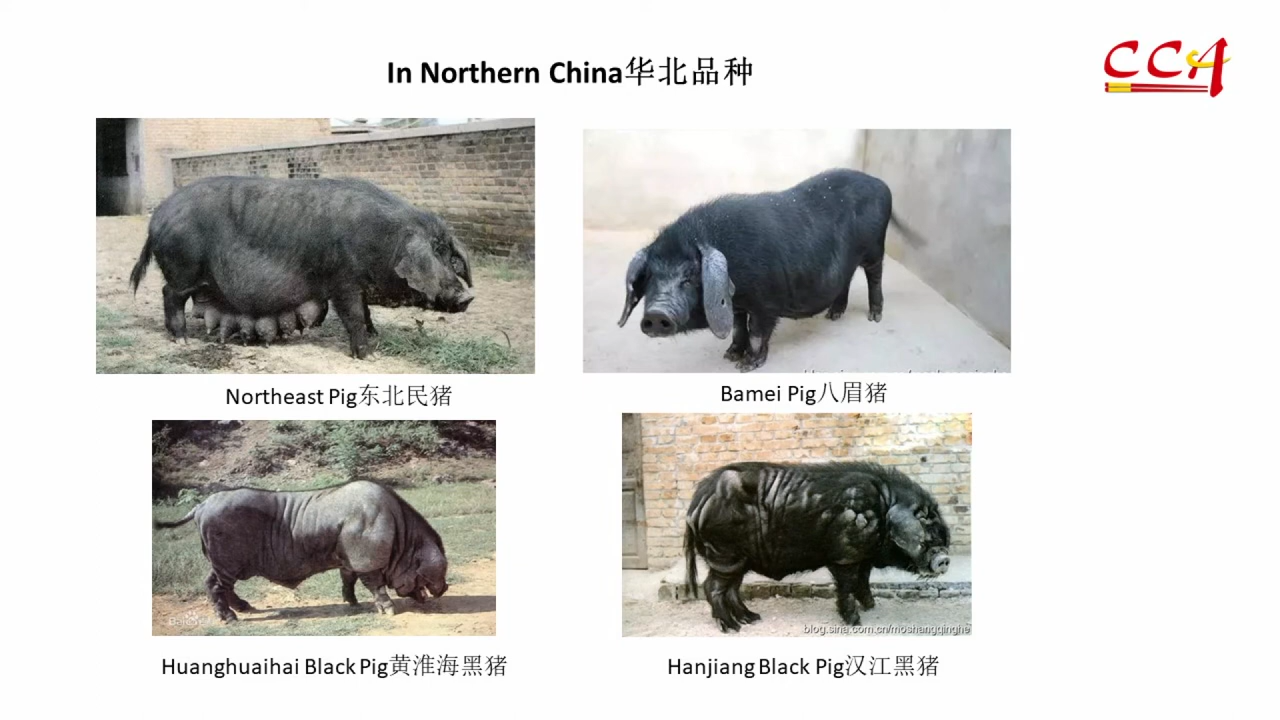 In Northern China华北品种
CCA
Northeast Pig东北民猪
Bamei Pig八眉猪
Huanghuaihai Black Pig黄淮海黑猪
blog.sina.com.cn/moshangqinghe
Hanjiang Black Pig汉江黑猪